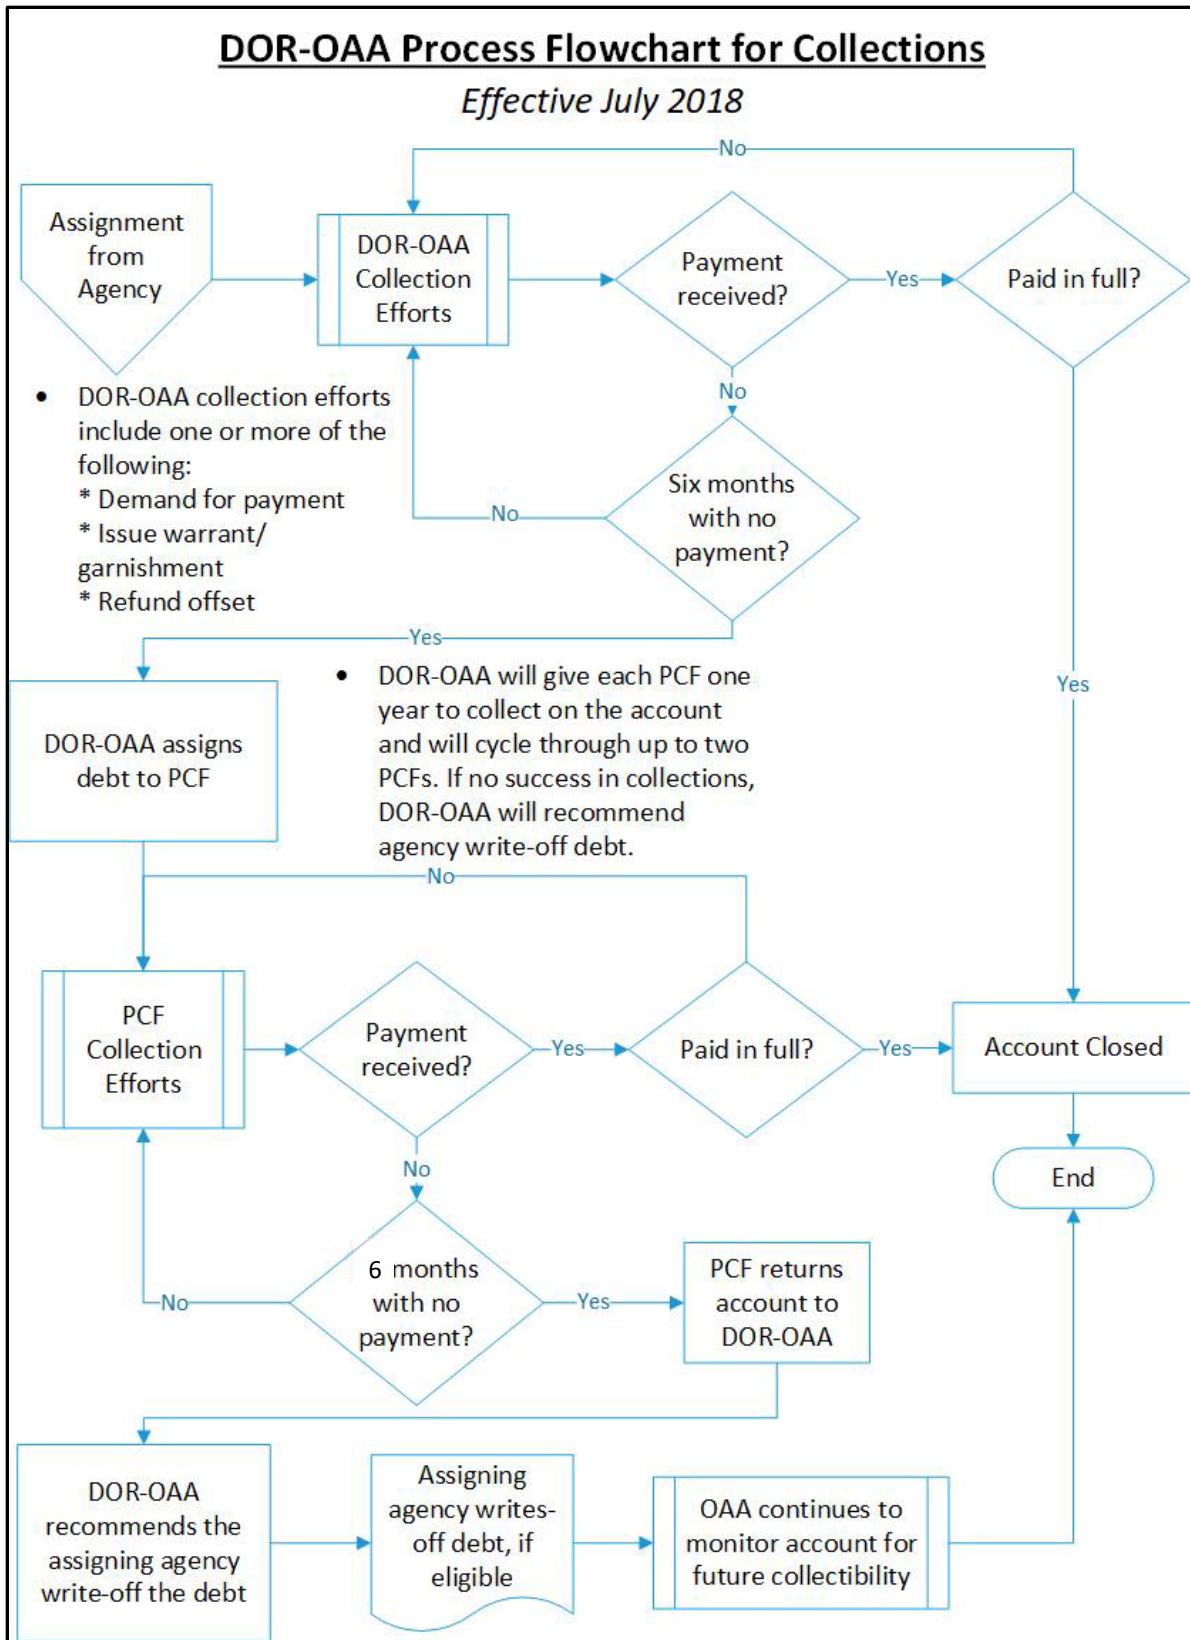 DOR-OAA Process Flowchart for Collections
Effective July 2018
No
Assignment
from
Agency
DOR-OAA
Collection
Efforts
Payment
received?
Yes
Paid in full?
No
• DOR-OAA collection efforts
include one or more of the
following:
* Demand for payment
* Issue warrant/
garnishment
* Refund offset
Six months
with no
payment?
No
Yes
DOR-OAA assigns
debt to PCF
• DOR-OAA will give each PCF one
year to collect on the account
and will cycle through up to two
PCFs. If no success in collections,
DOR-OAA will recommend
agency write-off debt.
Yes
No
PCF
Collection
Efforts
Payment
received?
Yes
Paid in full?
Yes
Account Closed
No
End
6 months
with no
payment?
No
Yes
PCF returns
account to
DOR-OAA
DOR-OAA
recommends the
assigning agency
write-off the debt
Assigning
agency writes-
off debt, if
eligible
OAA continues to
monitor account for
future collectibility